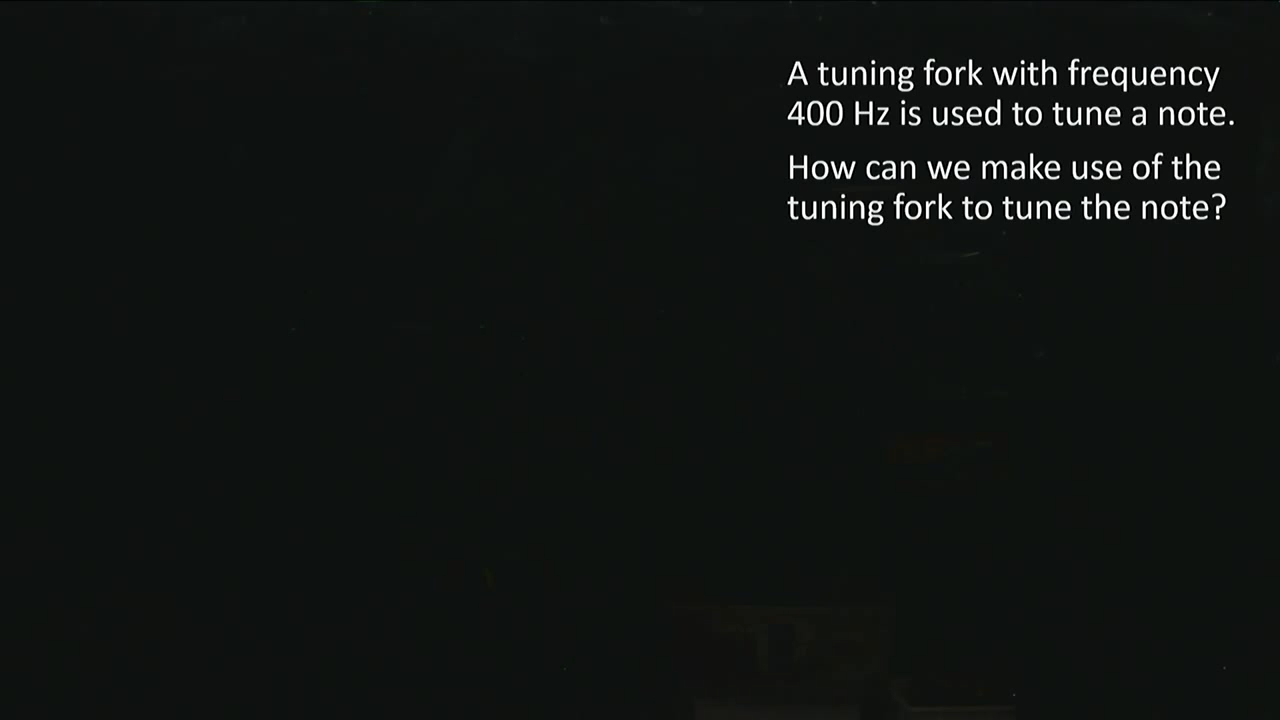 A tuning fork with frequency
400 Hz is used to tune a note.
How can we make use of the
tuning fork to tune the note?